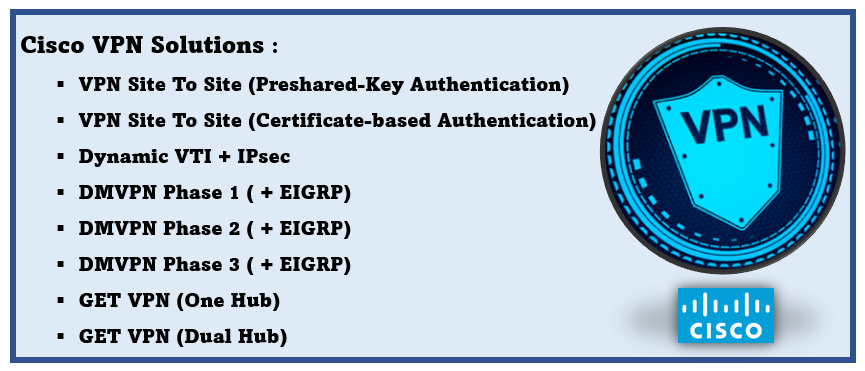 Cisco VPN Solutions :
▪ VPN Site To Site (Preshared-Key Authentication)
▪ VPN Site To Site (Certificate-based Authentication)
▪ Dynamic VTI + IPsec
▪ DMVPN Phase 1 ( + EIGRP)
▪ DMVPN Phase 2 ( + EIGRP)
▪ DMVPN Phase 3 ( + EIGRP)
▪ GET VPN (One Hub)
▪ GET VPN (Dual Hub)
VPN
CISCO